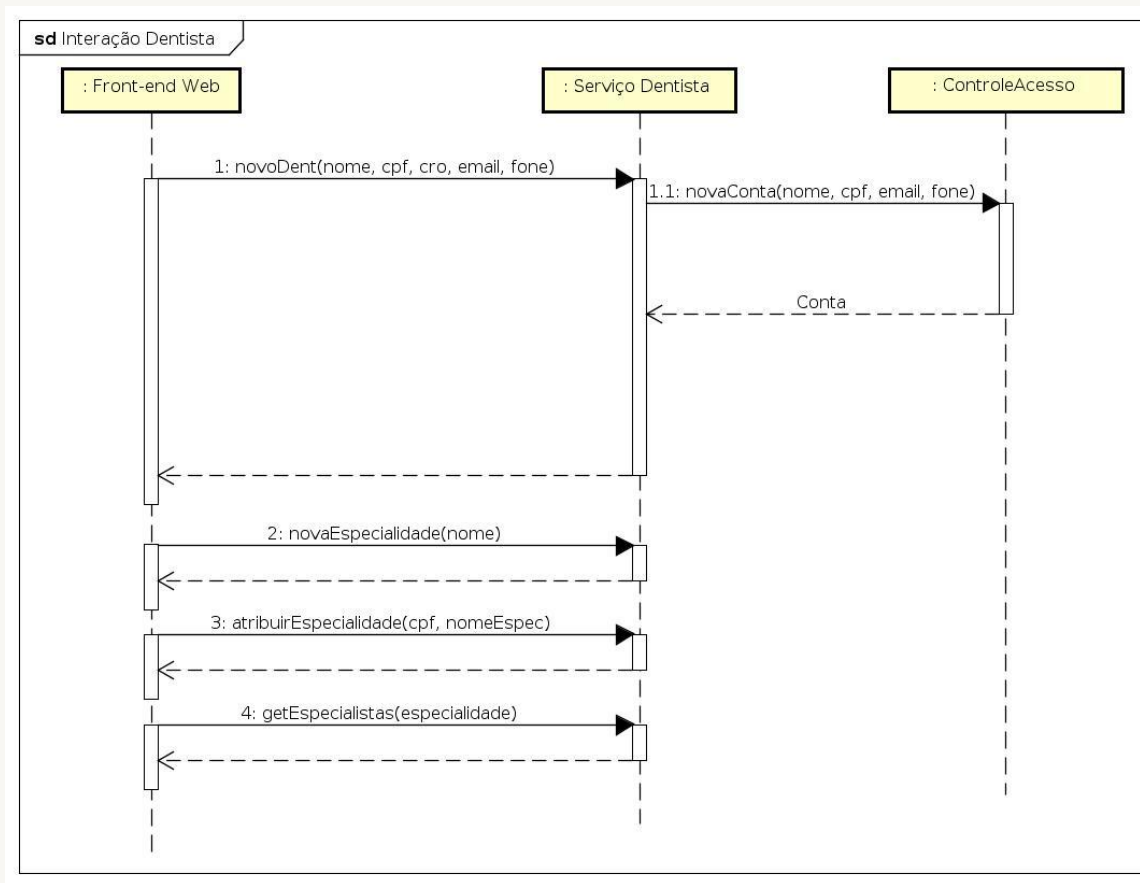 sd Interação Dentista
: Front-end Web
: Serviço Dentista
: ControleAcesso
1: novoDent(nome, cpf, cro, email, fone)
1.1: novaConta(nome, cpf, email, fone)
Conta
2: novaEspecialidade(nome)
3: atribuirEspecialidade(cpf, nomeEspec)
4: getEspecialistas(especialidade)